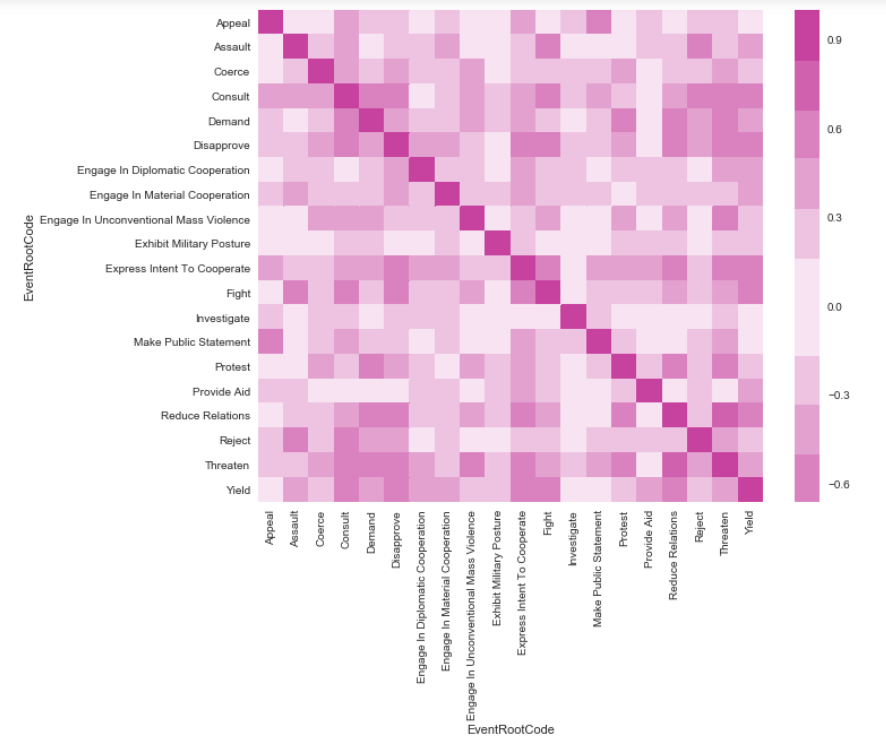 Appeal
Assault
Coerce
Consult
Demand
Disapprove
Engage In Diplomatic Cooperation
Engage In Material Cooperation
Engage In Unconventional Mass Violence
Exhibit Military Posture
Express Intent To Cooperate
Fight
Investigate
Make Public Statement
Protest
Provide Aid
Reduce Relations
Reject
Threaten
Yield
EventRootCode
Appeal
Assault
Coerce
Consult
Demand
Disapprove
Engage In Diplomatic Cooperation
Engage In Material Cooperation
Engage In Unconventional Mass Violence
Exhibit Military Posture
Express Intent To Cooperate
Fight
Investigate
Make Public Statement
Protest
Provide Aid
Reduce Relations
Reject
Threaten
Yield
EventRootCode
0.9
0.6
0.3
0.0
−0.3
−0.6